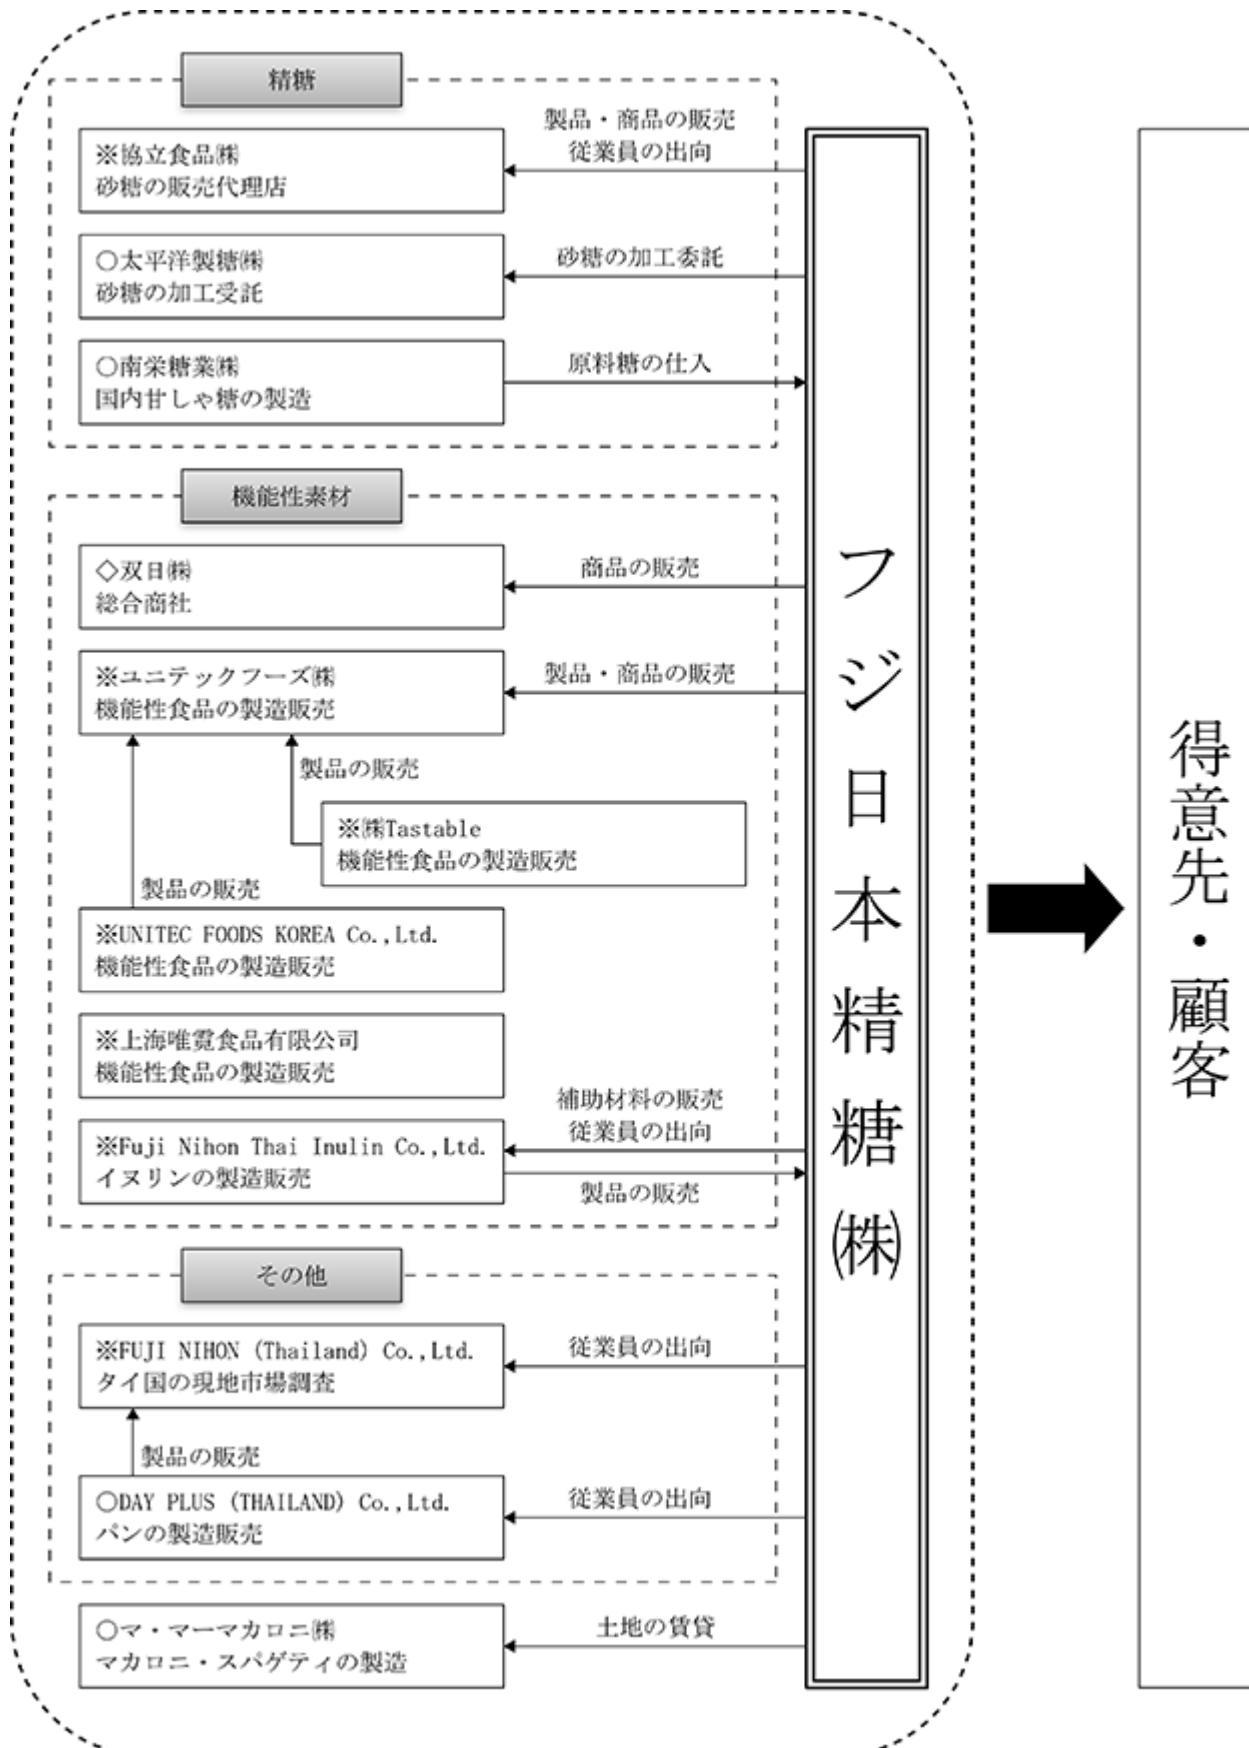 精糖
製品・商品の販売
従業員の出向
※協立食品㈱
砂糖の販売代理店
○太平洋製糖㈱
砂糖の加工受託
砂糖の加工委託
○南栄糖業㈱
国内甘しゃ糖の製造
原料糖の仕入
機能性素材
◇双日㈱
総合商社
商品の販売
※ユニテックフーズ㈱
機能性食品の製造販売
製品・商品の販売
製品の販売
※㈱Tastable
機能性食品の製造販売
製品の販売
※UNITEC FOODS KOREA Co.,Ltd.
機能性食品の製造販売
※上海唯霓食品有限公司
機能性食品の製造販売
補助材料の販売
従業員の出向
※Fuji Nihon Thai Inulin Co.,Ltd.
イヌリンの製造販売
製品の販売
その他
※FUJI NIHON (Thailand) Co.,Ltd.
タイ国の現地市場調査
従業員の出向
製品の販売
○DAY PLUS (THAILAND) Co.,Ltd.
パンの製造販売
従業員の出向
○マ・マーマカロニ㈱
マカロニ・スパゲティの製造
土地の賃貸
フジ日本精糖㈱
得意先・顧客